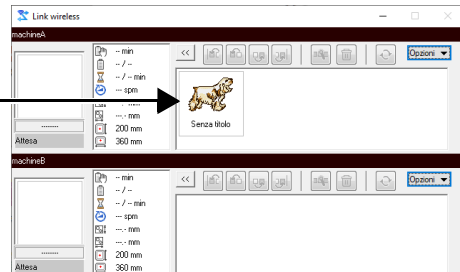 Link wireless
machineA
-- min
-- / --
-- / -- min
--- spm
---.- mm
---.- mm
200 mm
360 mm
--------
Attesa
<<
Opzioni
Senza titolo
machineB
-- min
-- / --
-- / -- min
--- spm
---.- mm
---.- mm
200 mm
360 mm
--------
Attesa
<<
Opzioni